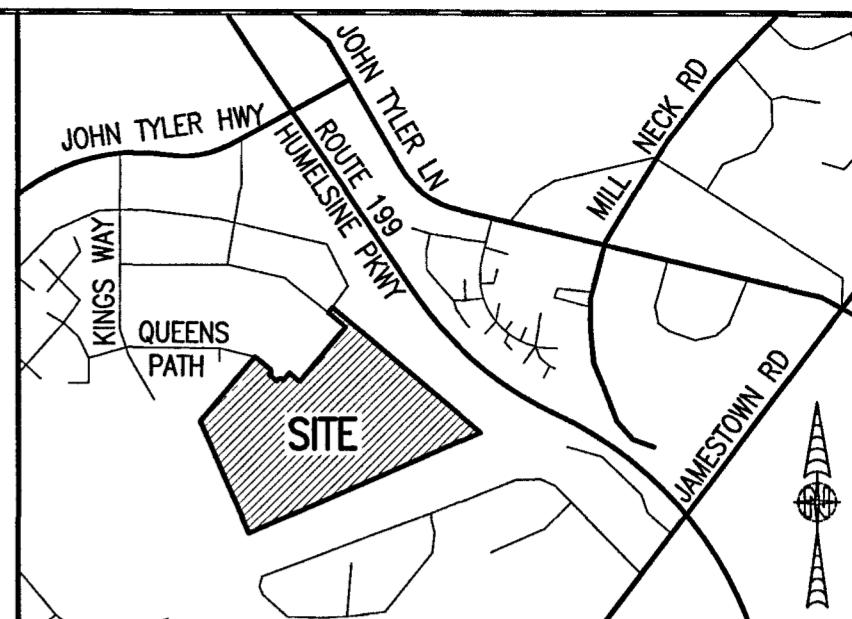 JOHN TYLER HWY
ROUTE 199
HUMELSINE PKWY
JOHN TYLER LN
MILL NECK RD
KINGS WAY
QUEENS
PATH
SITE
JAMESTOWN RD